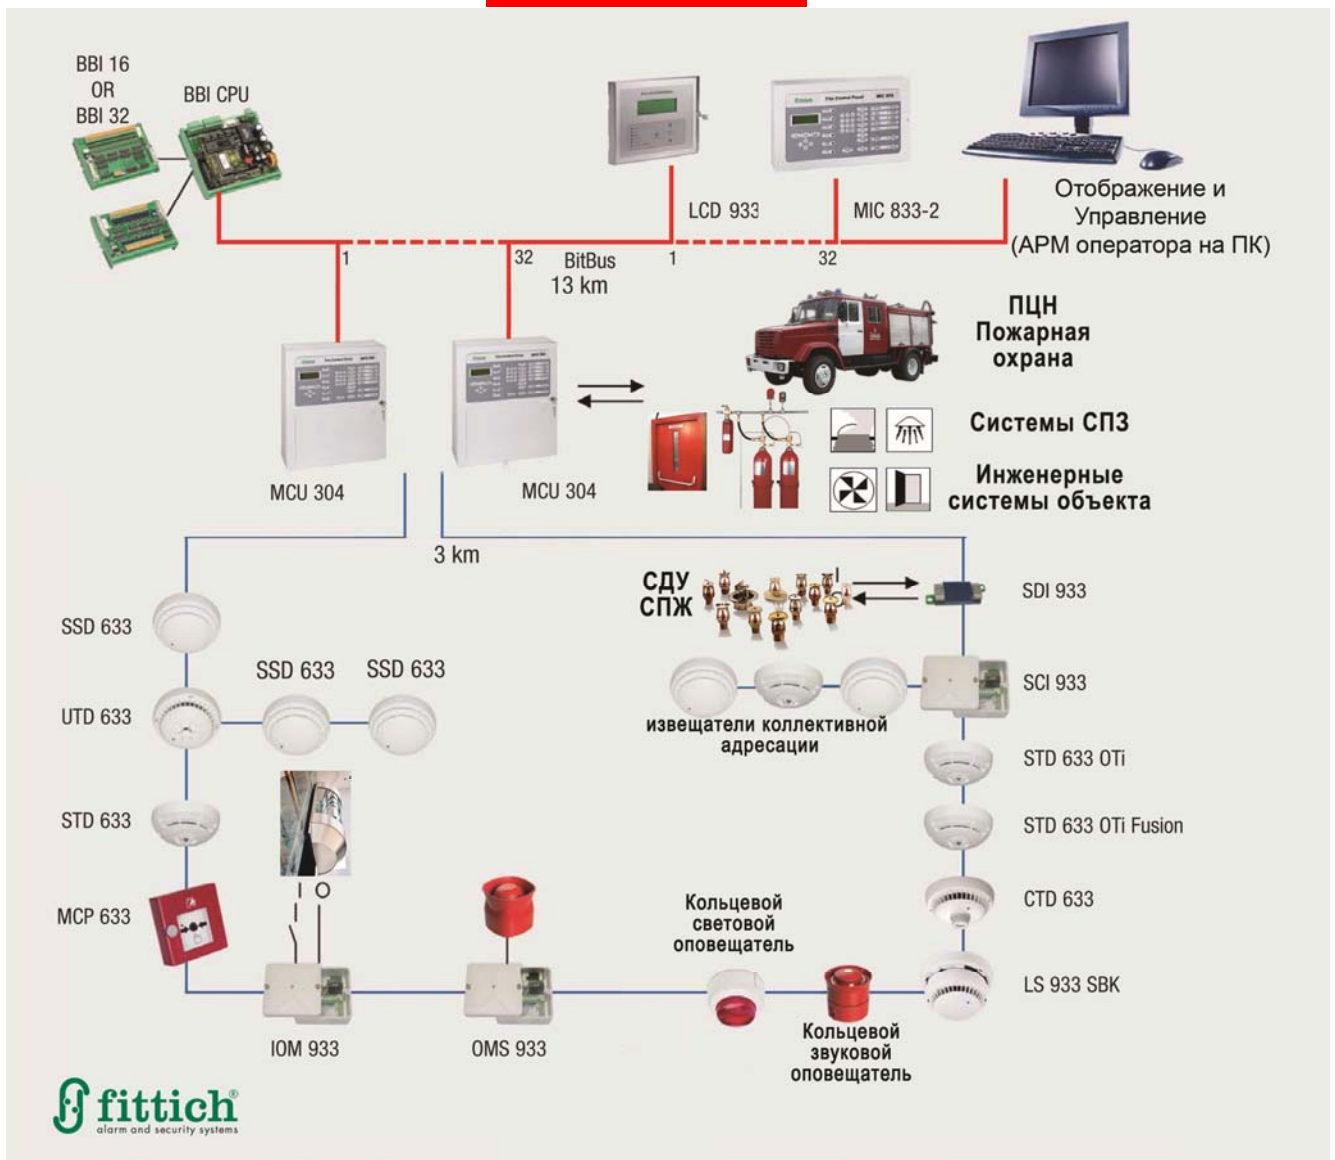 BBI 16
OR
BBI 32
BBI CPU
LCD 933
MIC 833-2
Отображение и
Управление
(АРМ оператора на ПК)
1
32
BitBus
13 km
1
32
ПЦН
Пожарная
охрана
Системы СПЗ
Инженерные
системы объекта
MCU 304
MCU 304
3 km
СДУ
СПЖ
SDI 933
SSD 633
SSD 633
SSD 633
UTD 633
SCI 933
извещатели коллективной
адресации
STD 633 OTi
STD 633
STD 633 OTi Fusion
I O
MCP 633
CTD 633
Кольцевой
световой
оповещатель
LS 933 SBK
IOM 933
OMS 933
Кольцевой
звуковой
оповещатель
fittich®
alarm and security systems